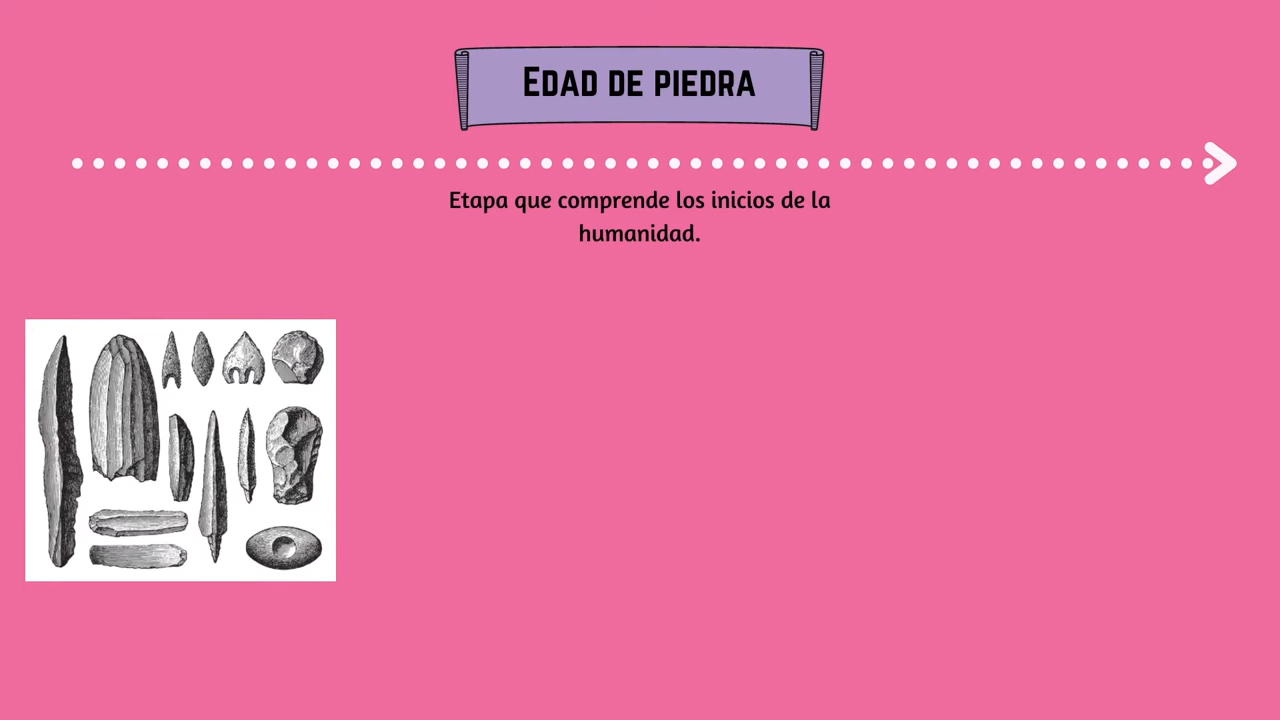 Edad de piedra
Etapa que comprende los inicios de la
humanidad.